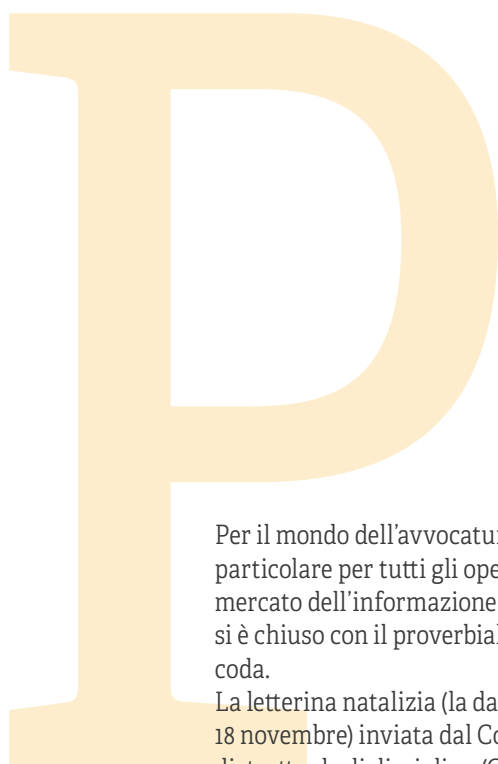 P
Per il mondo dell’avvocatu
particolare per tutti gli ope
mercato dell’informazione
si è chiuso con il proverbial
coda.
La letterina natalizia (la da
18 novembre) inviata dal Co